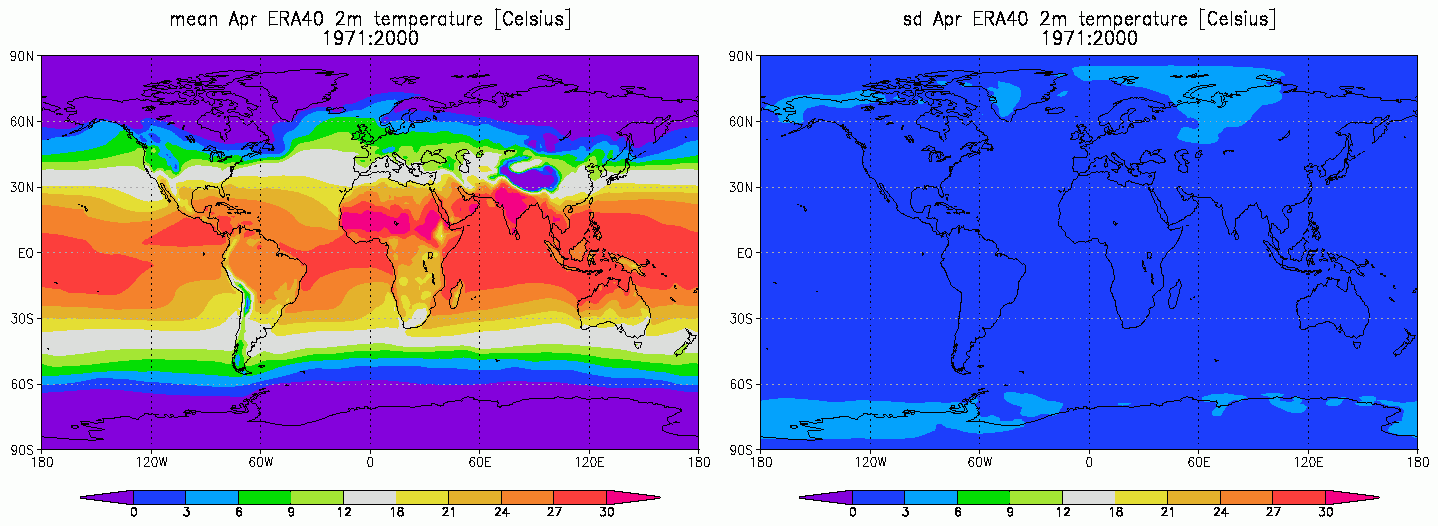 mean Apr ERA40 2m temperature [Celsius]
1971:2000
90N
60N
30N
EQ
30S
60S
90S
180 120W 60W 0 60E 120E 180
0 3 6 9 12 18 21 24 27 30
sd Apr ERA40 2m temperature [Celsius]
1971:2000
90N
60N
30N
EQ
30S
60S
90S
180 120W 60W 0 60E 120E 180
0 3 6 9 12 18 21 24 27 30